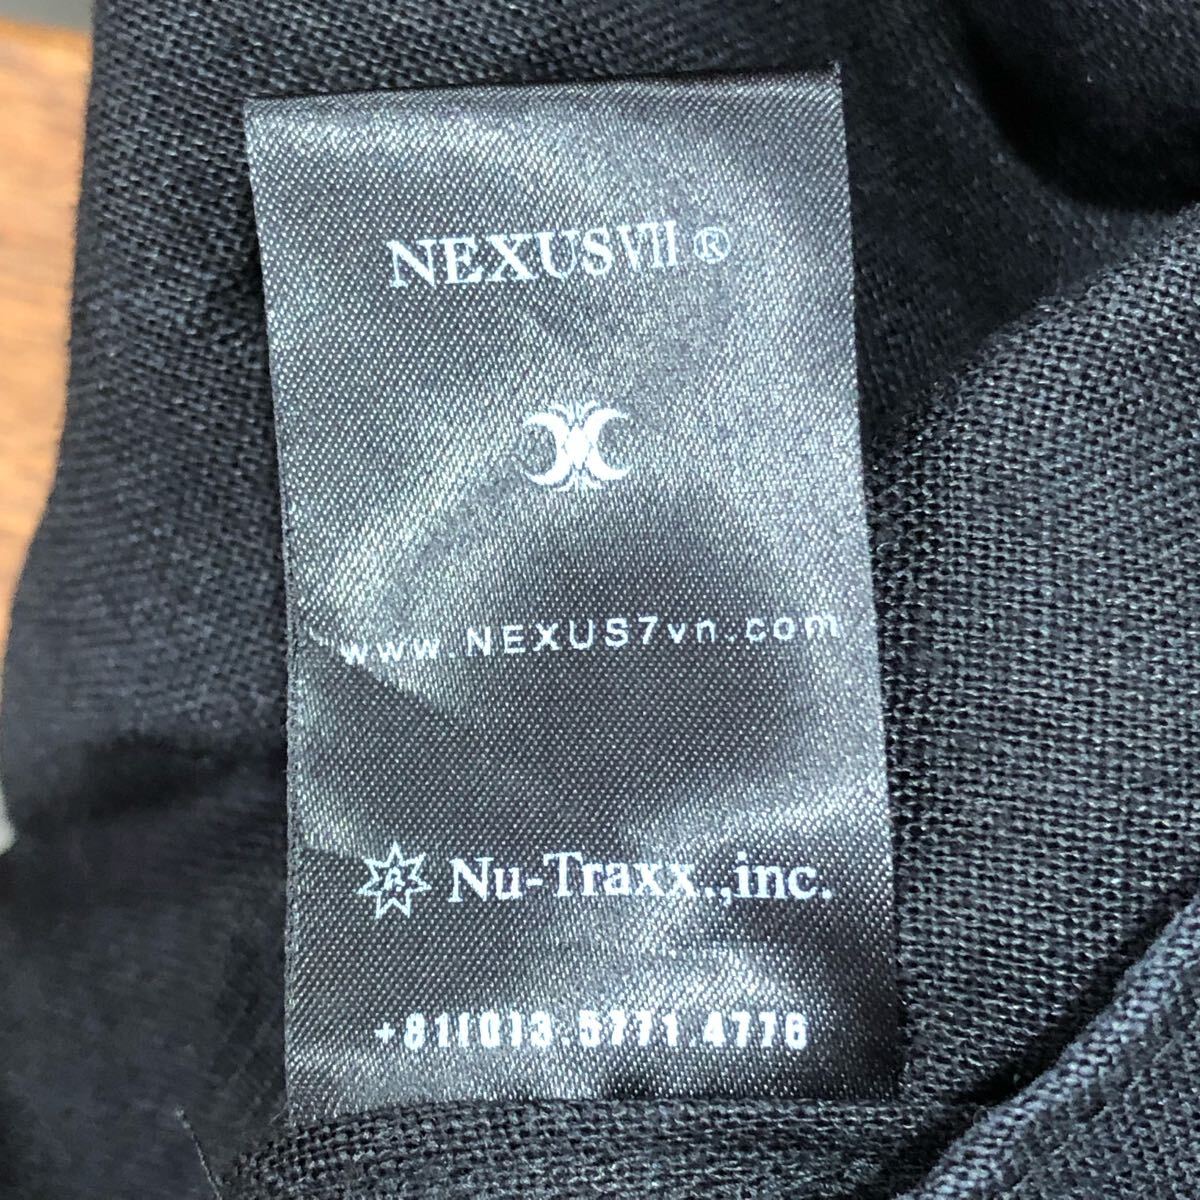 NEXUSVII®
www.NEXUS7vn.com
Nu-Traxx.,inc.
+81(0)3.5771.4776